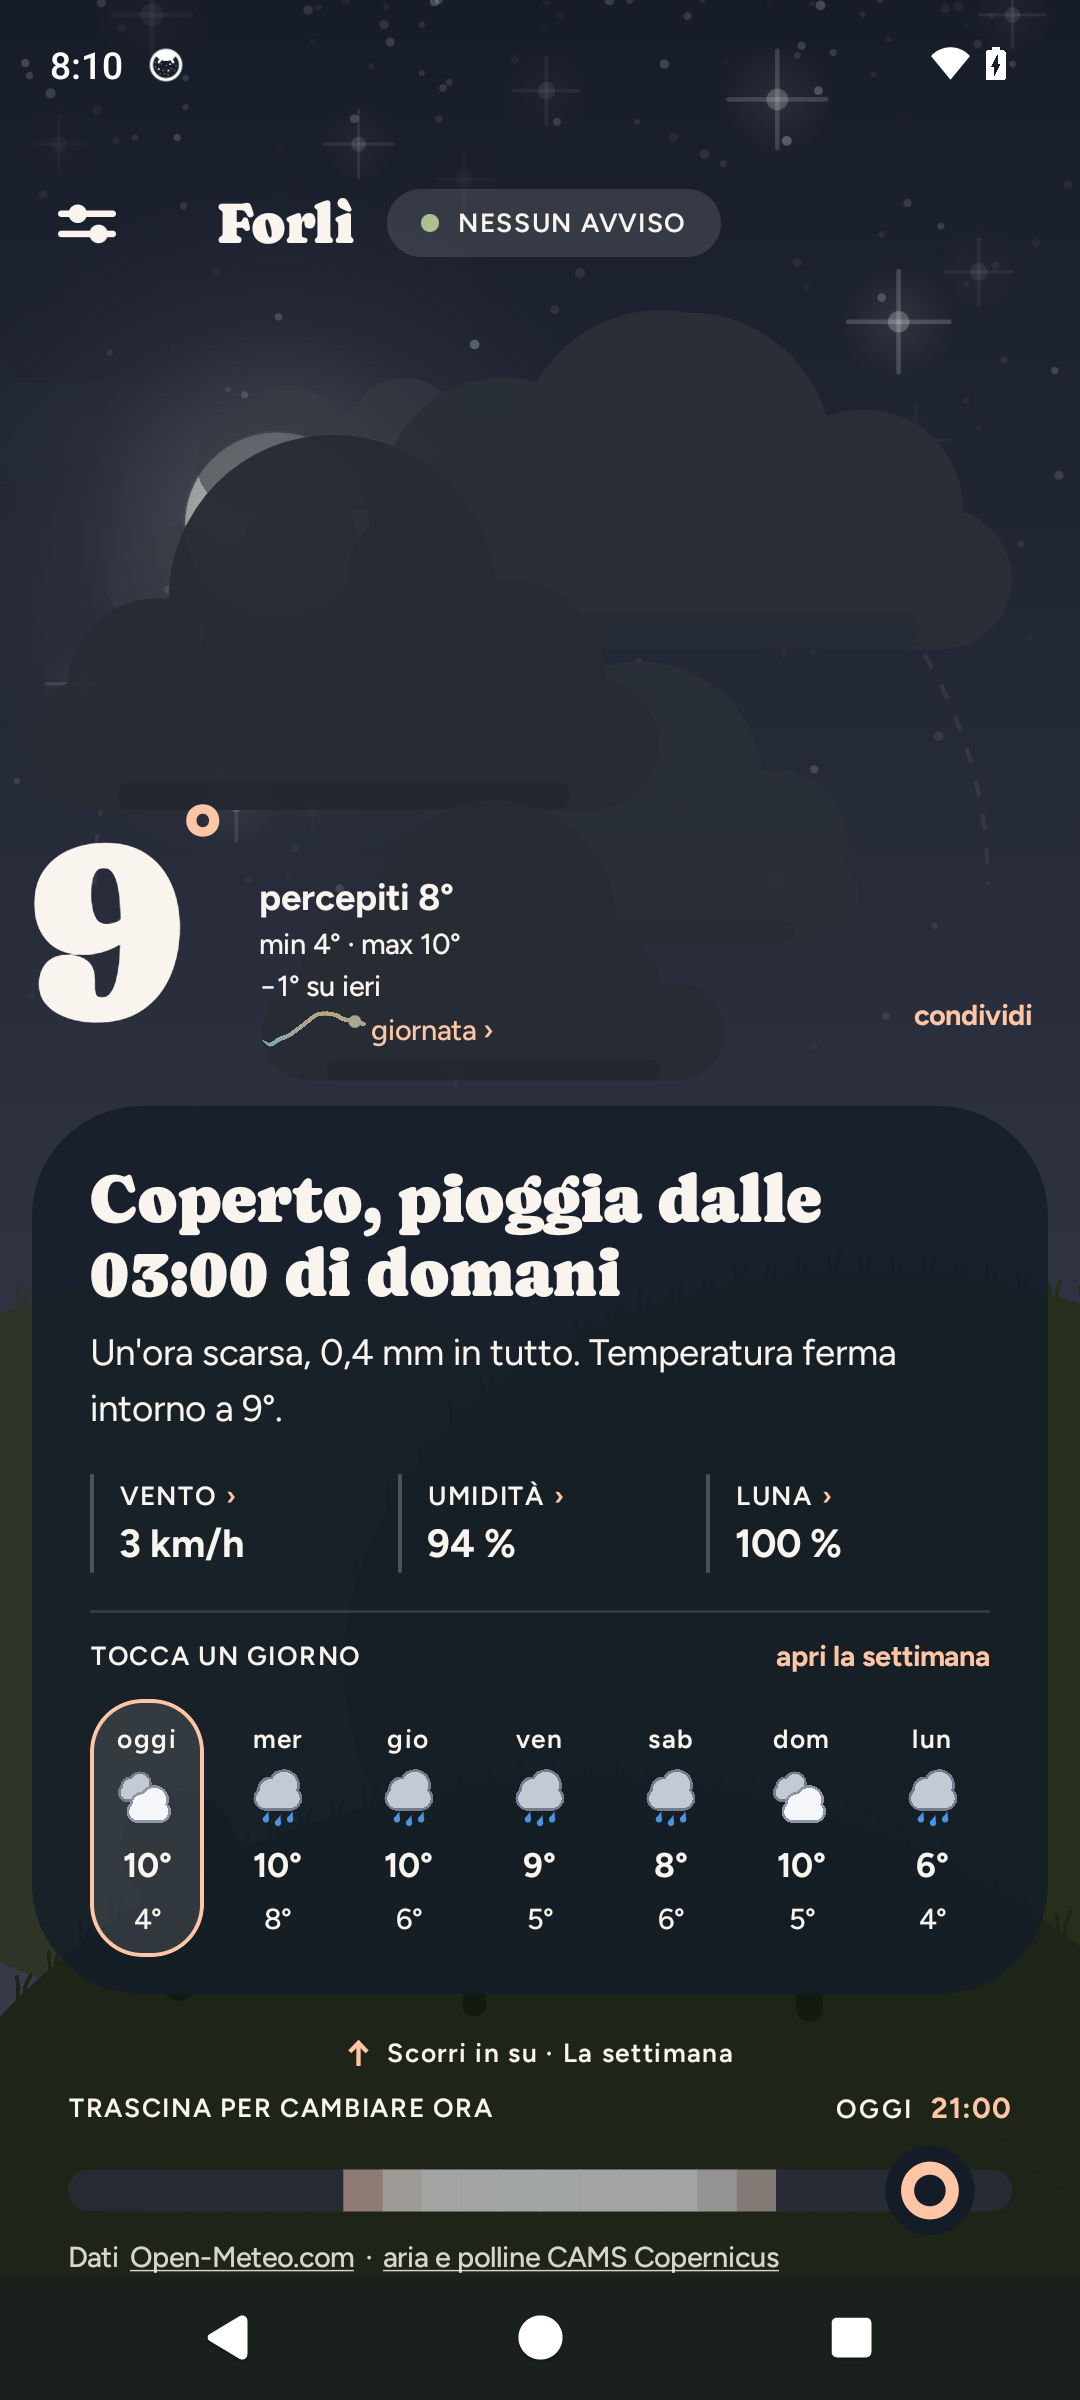 8:10
Forlì
NESSUN AVVISO
9°
percepiti 8°
min 4° · max 10°
−1° su ieri
giornata ›
condividi
Coperto, pioggia dalle
03:00 di domani
Un'ora scarsa, 0,4 mm in tutto. Temperatura ferma
intorno a 9°.
VENTO › UMIDITÀ › LUNA ›
3 km/h 94 % 100 %
TOCCA UN GIORNO apri la settimana
oggi mer gio ven sab dom lun
10° 10° 10° 9° 8° 10° 6°
4° 8° 6° 5° 6° 5° 4°
↑ Scorri in su · La settimana
TRASCINA PER CAMBIARE ORA OGGI 21:00
Dati Open-Meteo.com · aria e polline CAMS Copernicus